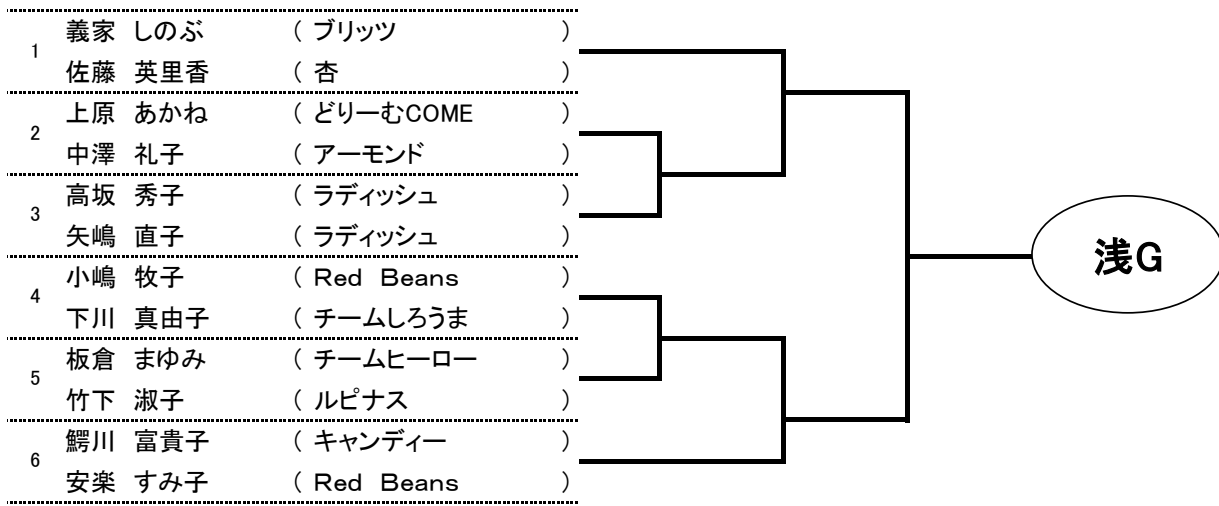 1
義家 しのぶ ( ブリッツ )
佐藤 英里香 ( 杏 )
2
上原 あかね ( どりーむCOME )
中澤 礼子 ( アーモンド )
3
高坂 秀子 ( ラディッシュ )
矢嶋 直子 ( ラディッシュ )
4
小嶋 牧子 ( Red Beans )
下川 真由子 ( チームしろうま )
5
板倉 まゆみ ( チームヒーロー )
竹下 淑子 ( ルピナス )
6
鰐川 富貴子 ( キャンディー )
安楽 すみ子 ( Red Beans )
浅G